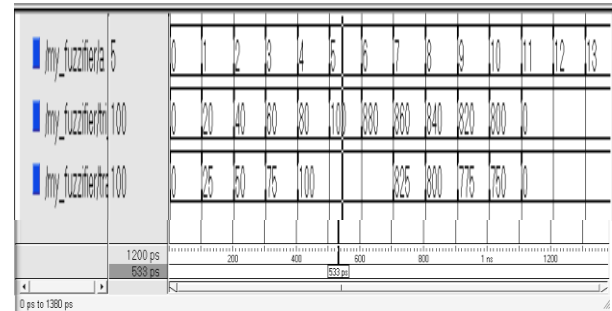 /my_fuzzifier/a 5 0 1 2 3 4 5 6 7 8 9 10 11 12 13
/my_fuzzifier/tri 100 0 20 40 60 80 100 880 860 840 820 800 0
/my_fuzzifier/tra 100 0 25 50 75 100 825 800 775 750 0
1200 ps 200 400 600 800 1 ns 1200
533 ps 533 ps
0 ps to 1380 ps